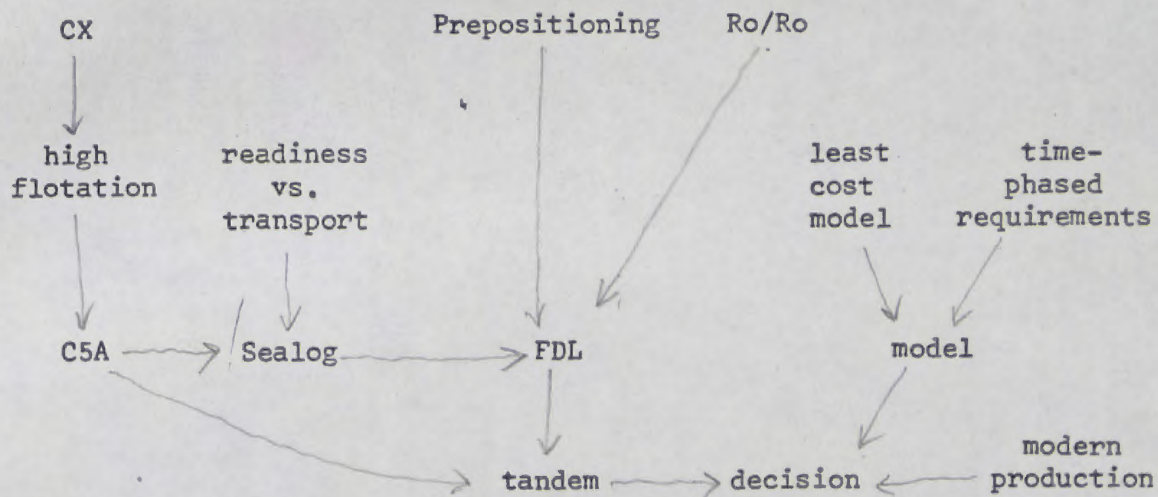 CX
Prepositioning
Ro/Ro
high
flotation
readiness
vs.
transport
least
cost
model
time-
phased
requirements
C5A
Sealog
FDL
model
tandem
decision
modern
production